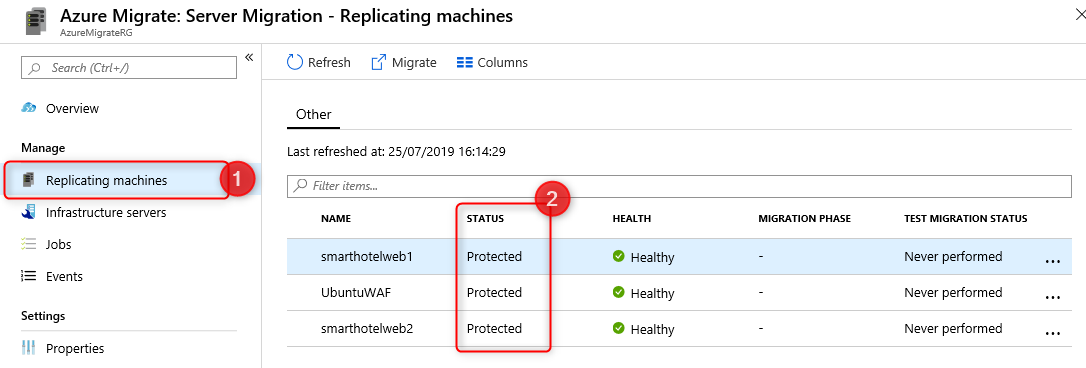 Azure Migrate: Server Migration - Replicating machines
AzureMigrateRG
Search (Ctrl+/)
Overview
Manage
Replicating machines
1
Infrastructure servers
Jobs
Events
Settings
Properties
Refresh Migrate Columns
Other
Last refreshed at: 25/07/2019 16:14:29
Filter items...
2
NAME STATUS HEALTH MIGRATION PHASE TEST MIGRATION STATUS
smarthotelweb1 Protected Healthy - Never performed ...
UbuntuWAF Protected Healthy - Never performed ...
smarthotelweb2 Protected Healthy - Never performed ...